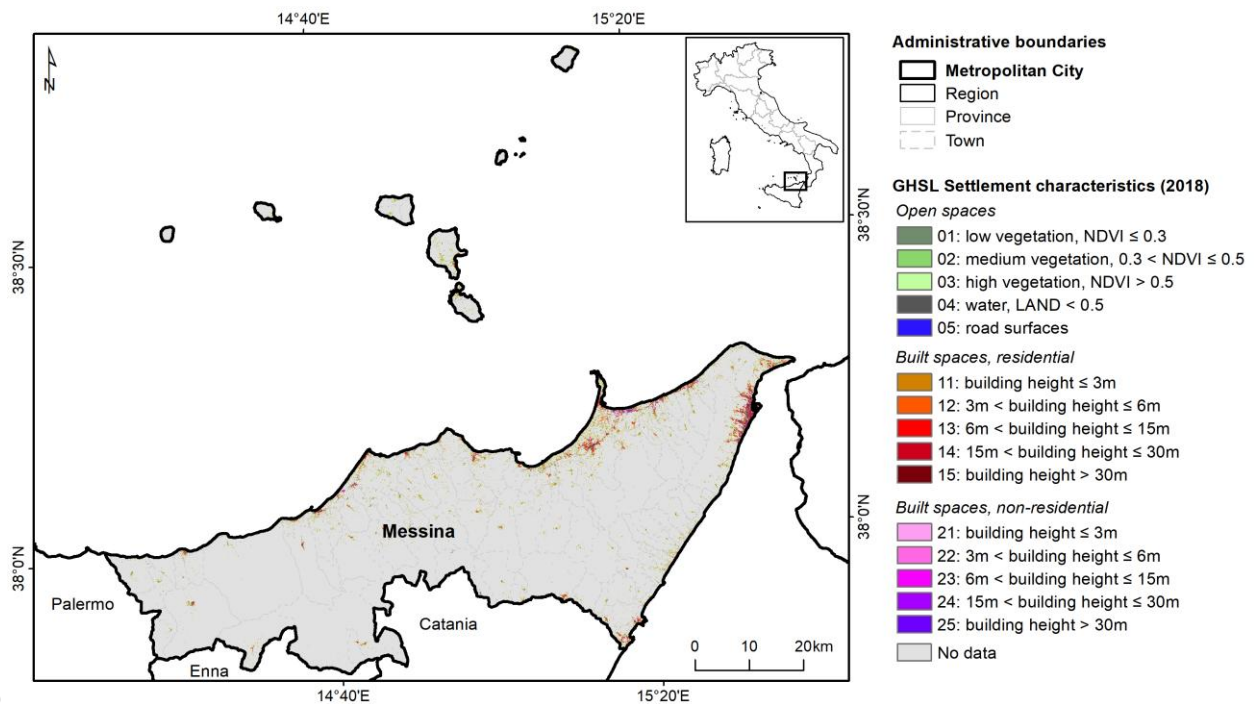 14°40'E
15°20'E
N
38°30'N
38°0'N
38°30'N
38°0'N
Messina
Palermo
Catania
Enna
0 10 20km
14°40'E
15°20'E
Administrative boundaries
Metropolitan City
Region
Province
Town
GHSL Settlement characteristics (2018)
Open spaces
01: low vegetation, NDVI ≤ 0.3
02: medium vegetation, 0.3 < NDVI ≤ 0.5
03: high vegetation, NDVI > 0.5
04: water, LAND < 0.5
05: road surfaces
Built spaces, residential
11: building height ≤ 3m
12: 3m < building height ≤ 6m
13: 6m < building height ≤ 15m
14: 15m < building height ≤ 30m
15: building height > 30m
Built spaces, non-residential
21: building height ≤ 3m
22: 3m < building height ≤ 6m
23: 6m < building height ≤ 15m
24: 15m < building height ≤ 30m
25: building height > 30m
No data